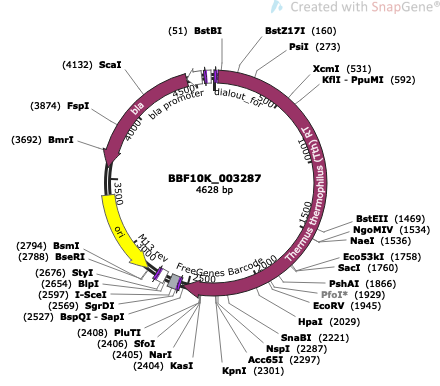 Created with SnapGene®
(51) BstBI
BstZ17I (160)
PsiI (273)
XcmI (531)
KflI - PpuMI (592)
(4132) ScaI
(3874) FspI
(3692) BmrI
bla promoter
bla
dialout_for
4500
500
4000
1000
3500
1500
3000
2500
2000
BBF10K_003287
4628 bp
Thermus thermophilus (Tth) RT
ori
M13 rev
FreeGenes Barcode
BstEII (1469)
NgoMIV (1534)
NaeI (1536)
Eco53kI (1758)
SacI (1760)
PshAI (1866)
PfoI* (1929)
EcoRV (1945)
HpaI (2029)
SnaBI (2221)
NspI (2287)
Acc65I (2297)
KpnI (2301)
(2794) BsmI
(2788) BseRI
(2676) StyI
(2654) BlpI
(2597) I-SceI
(2569) SgrDI
(2527) BspQI - SapI
(2408) PluTI
(2406) SfoI
(2405) NarI
(2404) KasI